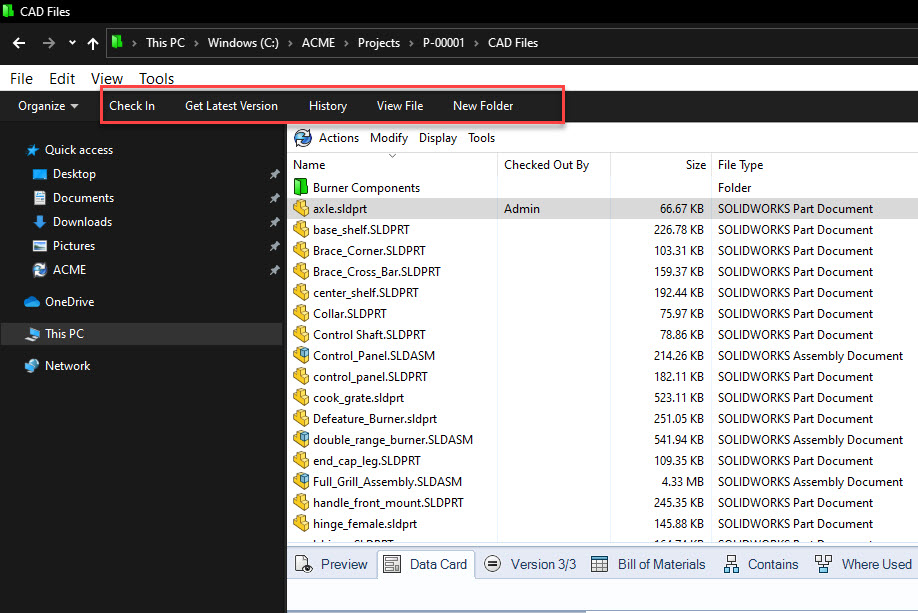 CAD Files
This PC > Windows (C:) > ACME > Projects > P-00001 > CAD Files
File Edit View Tools
Organize Check In Get Latest Version History View File New Folder
Quick access
Desktop
Documents
Downloads
Pictures
ACME
OneDrive
This PC
Network
Actions Modify Display Tools
Name Checked Out By Size File Type
Burner Components Folder
axle.sldprt Admin 66.67 KB SOLIDWORKS Part Document
base_shelf.SLDPRT 226.78 KB SOLIDWORKS Part Document
Brace_Corner.SLDPRT 103.31 KB SOLIDWORKS Part Document
Brace_Cross_Bar.SLDPRT 159.37 KB SOLIDWORKS Part Document
center_shelf.SLDPRT 192.44 KB SOLIDWORKS Part Document
Collar.SLDPRT 75.97 KB SOLIDWORKS Part Document
Control Shaft.SLDPRT 78.86 KB SOLIDWORKS Part Document
Control_Panel.SLDASM 214.26 KB SOLIDWORKS Assembly Document
control_panel.SLDPRT 182.11 KB SOLIDWORKS Part Document
cook_grate.sldprt 523.11 KB SOLIDWORKS Part Document
Defeature_Burner.sldprt 251.05 KB SOLIDWORKS Part Document
double_range_burner.SLDASM 541.94 KB SOLIDWORKS Assembly Document
end_cap_leg.SLDPRT 109.35 KB SOLIDWORKS Part Document
Full_Grill_Assembly.SLDASM 4.33 MB SOLIDWORKS Assembly Document
handle_front_mount.SLDPRT 245.35 KB SOLIDWORKS Part Document
hinge_female.sldprt 145.88 KB SOLIDWORKS Part Document
Preview Data Card Version 3/3 Bill of Materials Contains Where Used